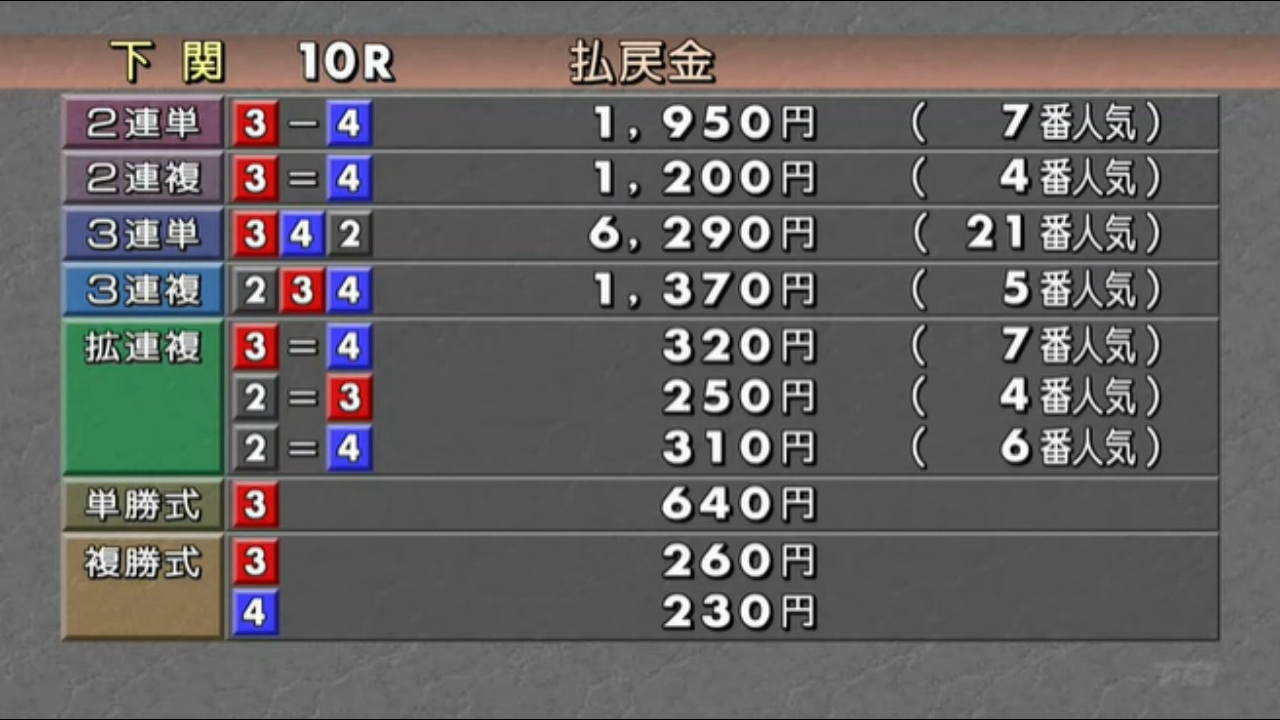 下関 10R 払戻金
2連単 3－4 1,950円 （ 7番人気）
2連複 3＝4 1,200円 （ 4番人気）
3連単 3 4 2 6,290円 （ 21番人気）
3連複 2 3 4 1,370円 （ 5番人気）
拡連複 3＝4 320円 （ 7番人気）
2＝3 250円 （ 4番人気）
2＝4 310円 （ 6番人気）
単勝式 3 640円
複勝式 3 260円
4 230円